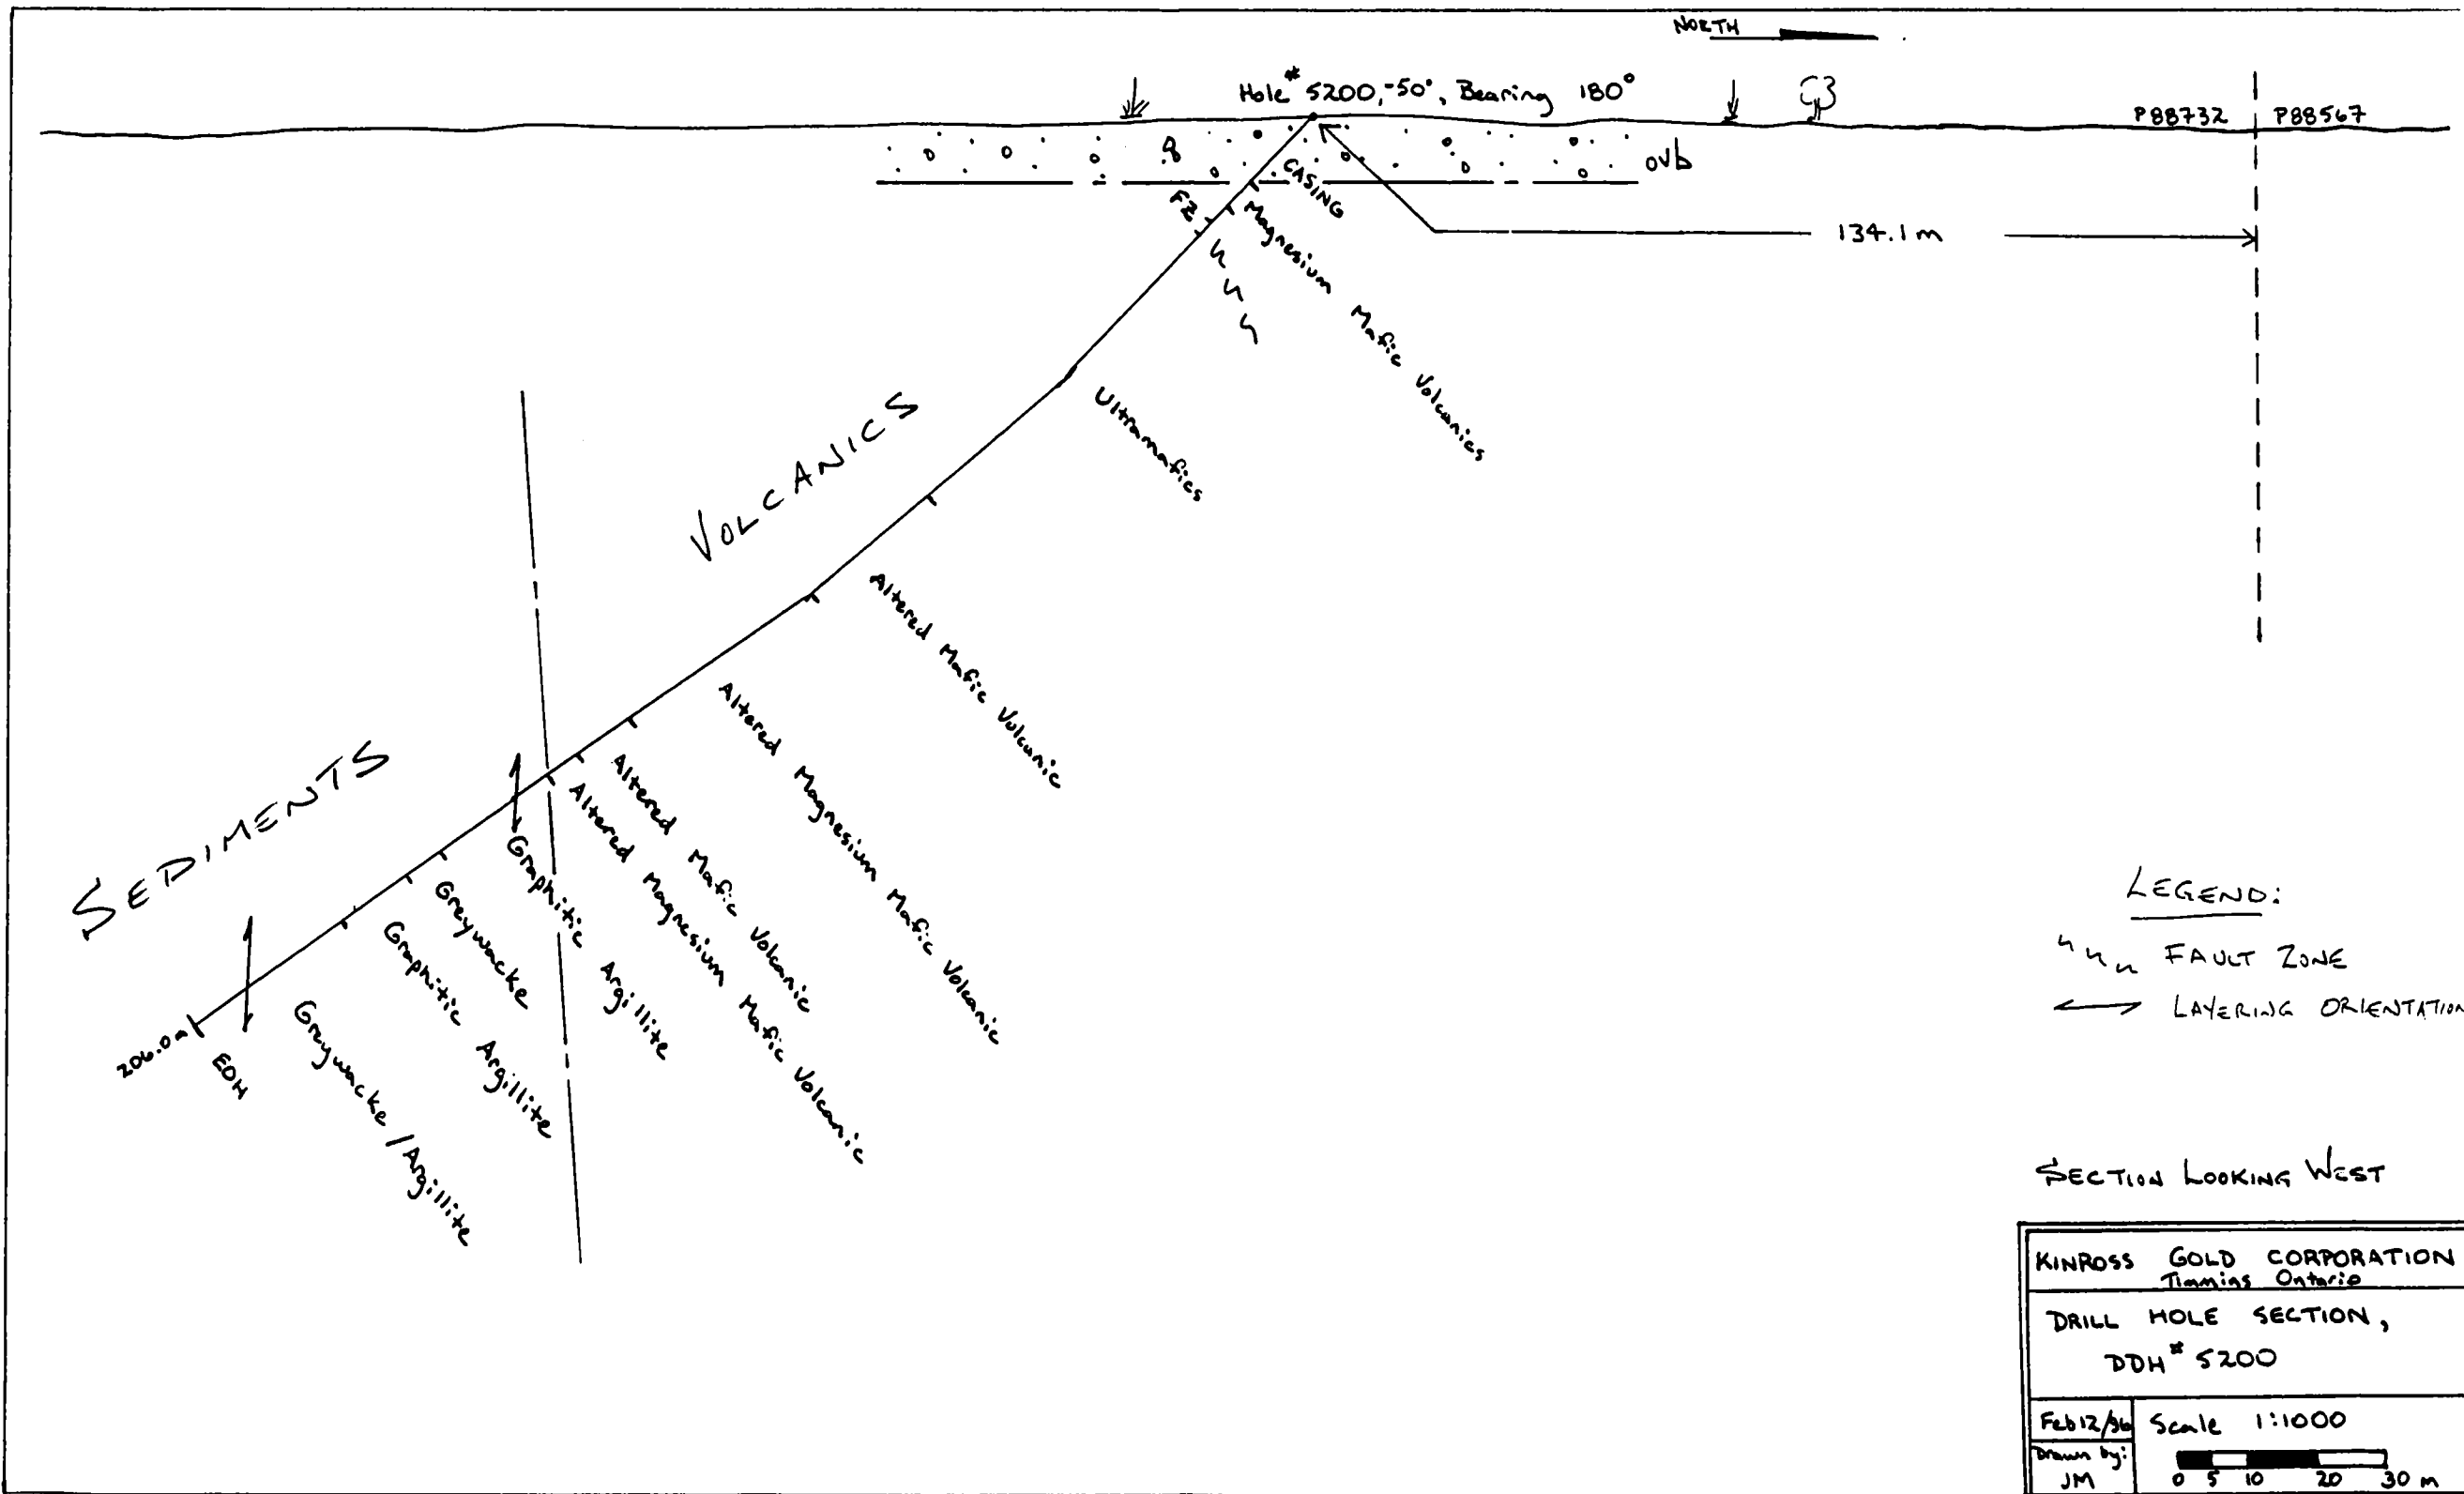 NORTH
Hole # 5200, -50°, Bearing 180°
P88732 P88567
ovb
CASING
FZ
134.1 m
Magnesium Mafic Volcanics
Ultramafics
VOLCANICS
Altered Mafic Volcanic
Altered Magnesium Mafic Volcanic
Altered Mafic Volcanic
Altered Magnesium Mafic Volcanic
Graphitic Argillite
SEDIMENTS
Greywacke
Graphitic Argillite
Greywacke / Argillite
206.0m
EOH
LEGEND:
FAULT ZONE
LAYERING ORIENTATION
SECTION LOOKING WEST
KINROSS GOLD CORPORATION
Timmins Ontario
DRILL HOLE SECTION,
DDH # 5200
Feb 12/96
Scale 1:1000
Drawn by:
JM
0 5 10 20 30 m